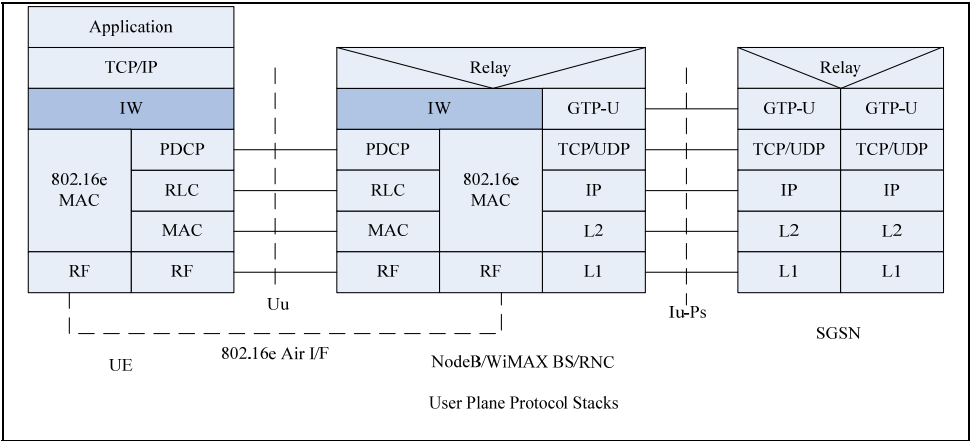 Application
TCP/IP
Relay
Relay
IW
IW
GTP-U
GTP-U
GTP-U
802.16e
MAC
PDCP
PDCP
802.16e
MAC
TCP/UDP
TCP/UDP
TCP/UDP
RLC
RLC
IP
IP
IP
MAC
MAC
L2
L2
L2
RF
RF
RF
RF
L1
L1
L1
Uu
Iu-Ps
SGSN
802.16e Air I/F
UE
NodeB/WiMAX BS/RNC
User Plane Protocol Stacks